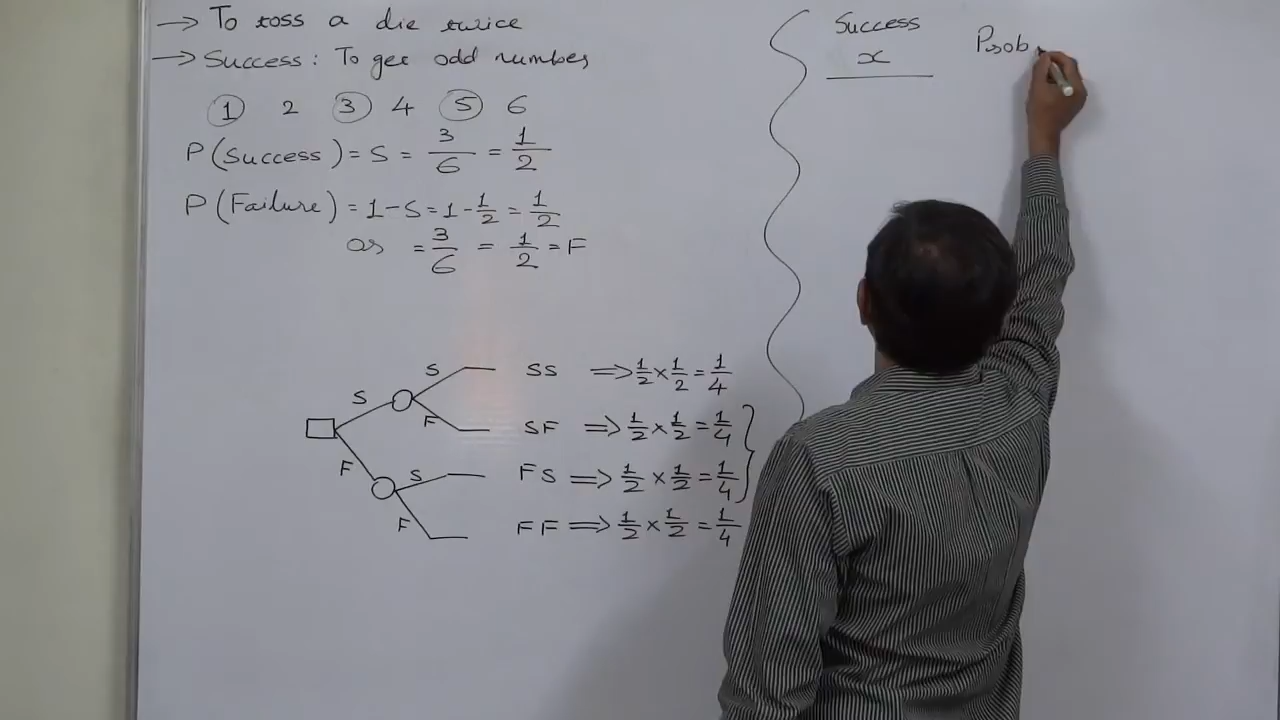 → To toss a die twice
→ Success: To get odd numbers
1 2 3 4 5 6
P (Success) = S = 3/6 = 1/2
P (Failure) = 1 - S = 1 - 1/2 = 1/2
or = 3/6 = 1/2 = F
S S SS ⇒ 1/2 × 1/2 = 1/4
F SF ⇒ 1/2 × 1/2 = 1/4
F S FS ⇒ 1/2 × 1/2 = 1/4
F FF ⇒ 1/2 × 1/2 = 1/4
Success
x
Prob